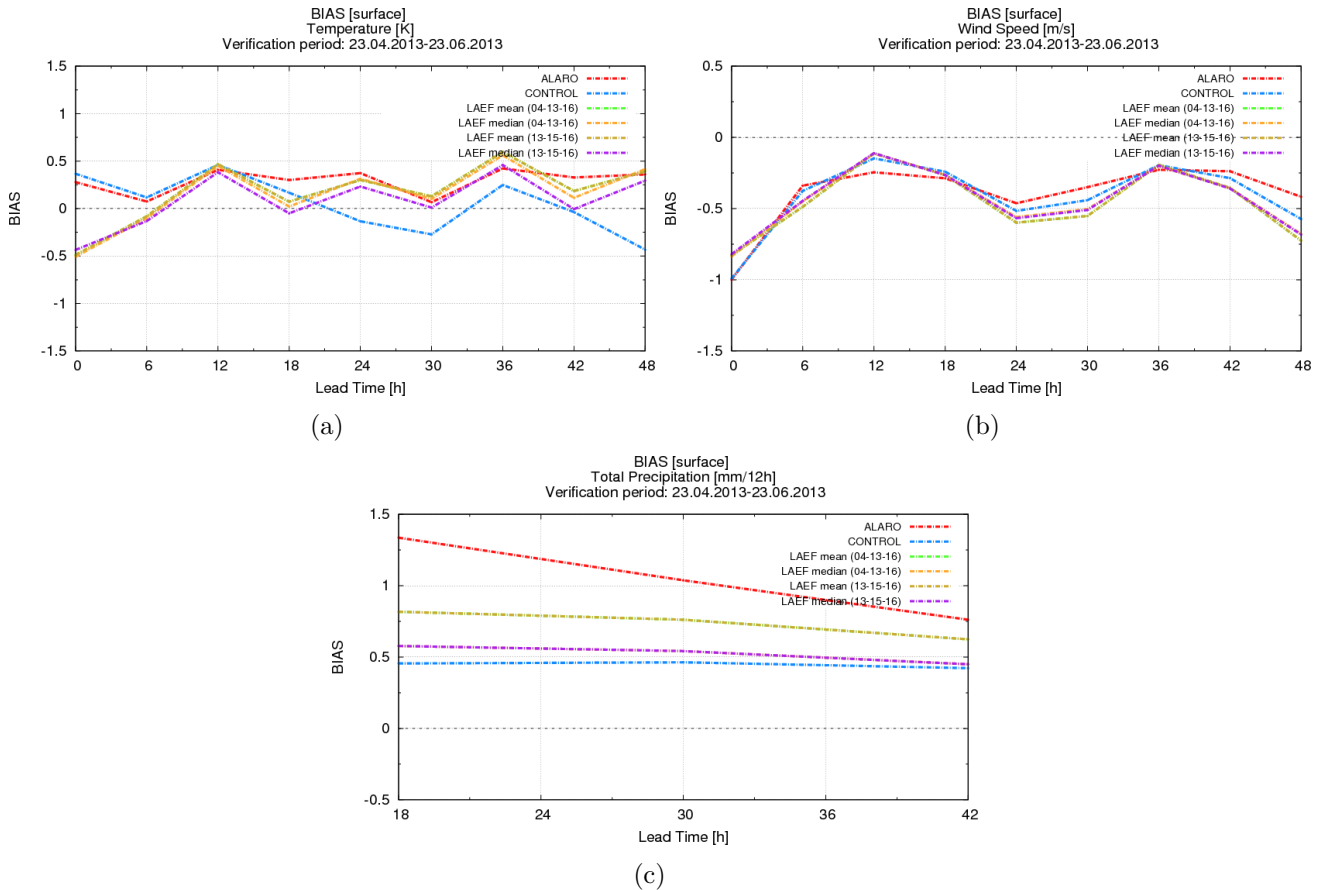 BIAS [surface]
Temperature [K]
Verification period: 23.04.2013-23.06.2013
1.5
1
0.5
0
-0.5
-1
-1.5
BIAS
ALARO
CONTROL
LAEF mean (04-13-16)
LAEF median (04-13-16)
LAEF mean (13-15-16)
LAEF median (13-15-16)
0 6 12 18 24 30 36 42 48
Lead Time [h]
(a)
BIAS [surface]
Wind Speed [m/s]
Verification period: 23.04.2013-23.06.2013
0.5
0
-0.5
-1
-1.5
BIAS
ALARO
CONTROL
LAEF mean (04-13-16)
LAEF median (04-13-16)
LAEF mean (13-15-16)
LAEF median (13-15-16)
0 6 12 18 24 30 36 42 48
Lead Time [h]
(b)
BIAS [surface]
Total Precipitation [mm/12h]
Verification period: 23.04.2013-23.06.2013
1.5
1
0.5
0
-0.5
BIAS
ALARO
CONTROL
LAEF mean (04-13-16)
LAEF median (04-13-16)
LAEF mean (13-15-16)
LAEF median (13-15-16)
18 24 30 36 42
Lead Time [h]
(c)